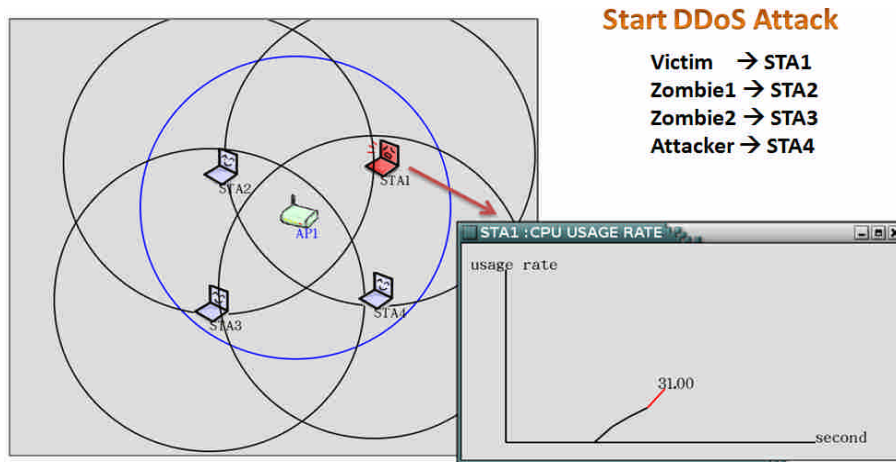 Start DDoS Attack
Victim → STA1
Zombie1 → STA2
Zombie2 → STA3
Attacker → STA4
STA2
STA1
AP1
STA3
STA4
STA1 :CPU USAGE RATE
usage rate
31.00
second